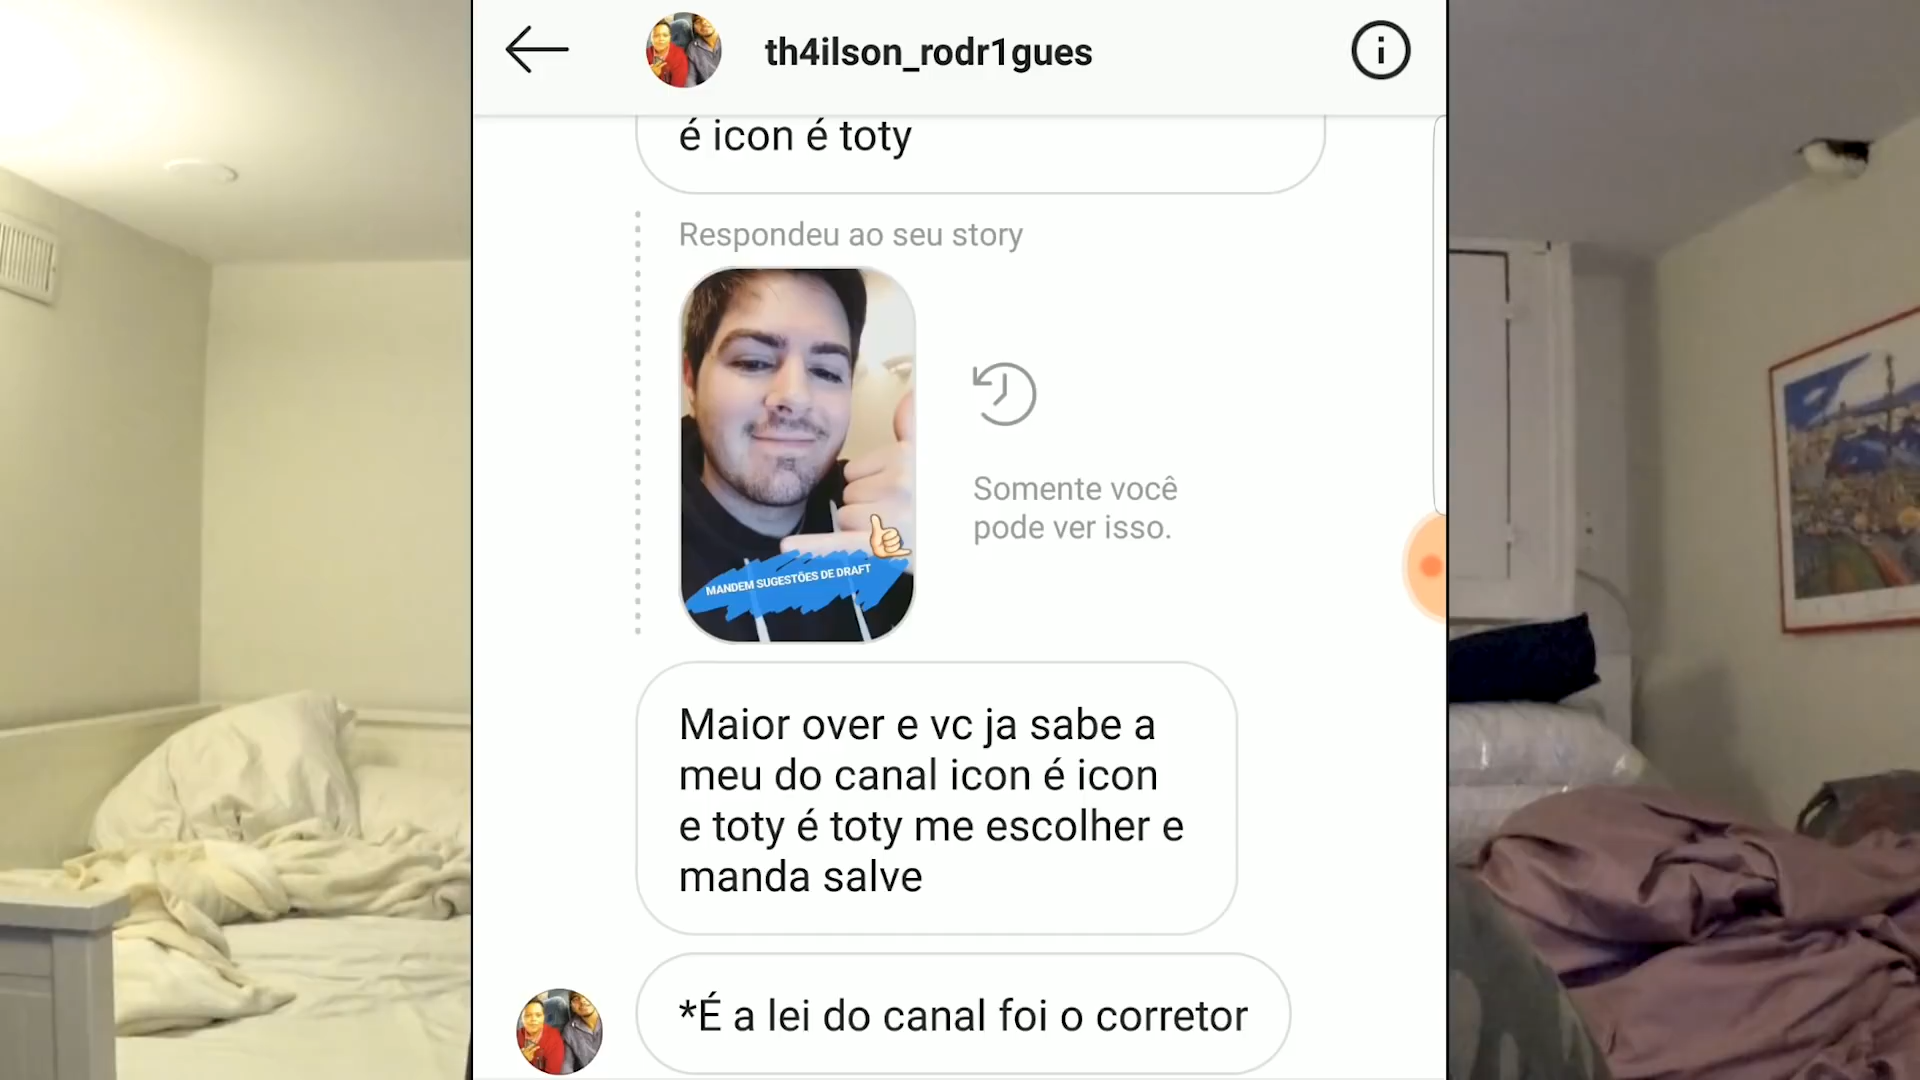 th4ilson_rodr1gues
é icon é toty
Respondeu ao seu story
MANDEM SUGESTÕES DE DRAFT
Somente você
pode ver isso.
Maior over e vc ja sabe a
meu do canal icon é icon
e toty é toty me escolher e
manda salve
*É a lei do canal foi o corretor